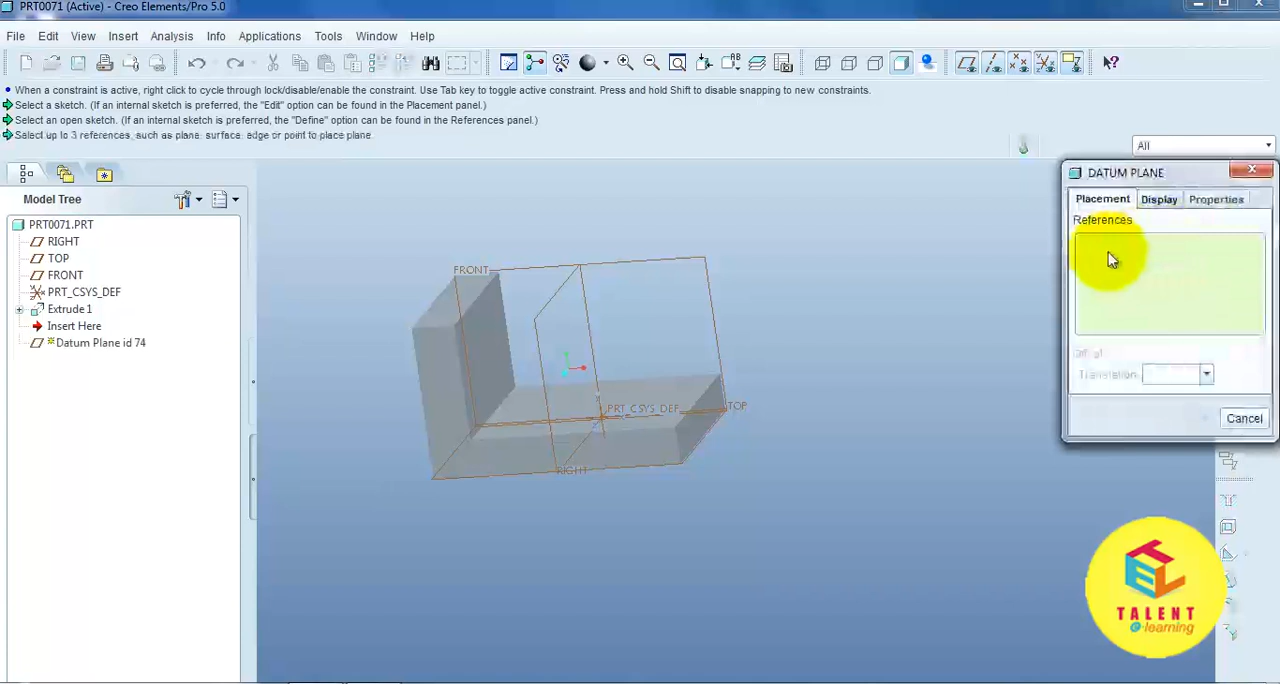 PRT0071 (Active) - Creo Elements/Pro 5.0
File Edit View Insert Analysis Info Applications Tools Window Help
When a constraint is active, right click to cycle through lock/disable/enable the constraint. Use Tab key to toggle active constraint. Press and hold Shift to disable snapping to new constraints.
Select a sketch. (If an internal sketch is preferred, the "Edit" option can be found in the Placement panel.)
Select an open sketch. (If an internal sketch is preferred, the "Define" option can be found in the References panel.)
Select up to 3 references, such as plane, surface, edge or point to place plane.
All
DATUM PLANE
Placement Display Properties
References
Translation
Cancel
Model Tree
PRT0071.PRT
RIGHT
TOP
FRONT
PRT_CSYS_DEF
Extrude 1
Insert Here
Datum Plane id 74
FRONT
PRT_CSYS_DEF
TOP
RIGHT
TALENT
e-learning